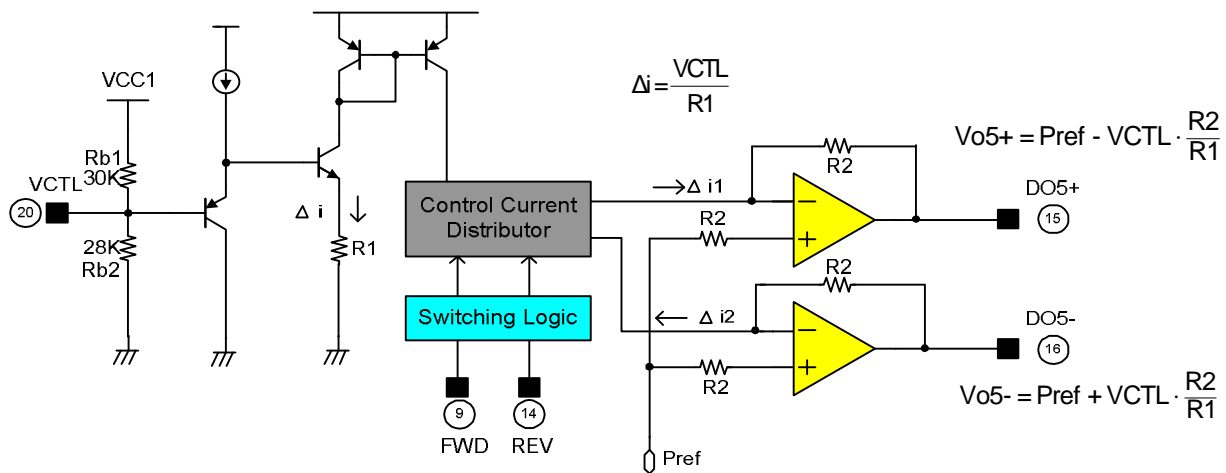 VCC1
Rb1
30K
VCTL
20
28K
Rb2
Δ i
R1
Δi = VCTL / R1
Control Current
Distributor
Switching Logic
9
FWD
14
REV
Δ i1
Δ i2
R2
R2
R2
R2
Pref
Vo5+ = Pref - VCTL · R2 / R1
DO5+
15
DO5-
16
Vo5- = Pref + VCTL · R2 / R1